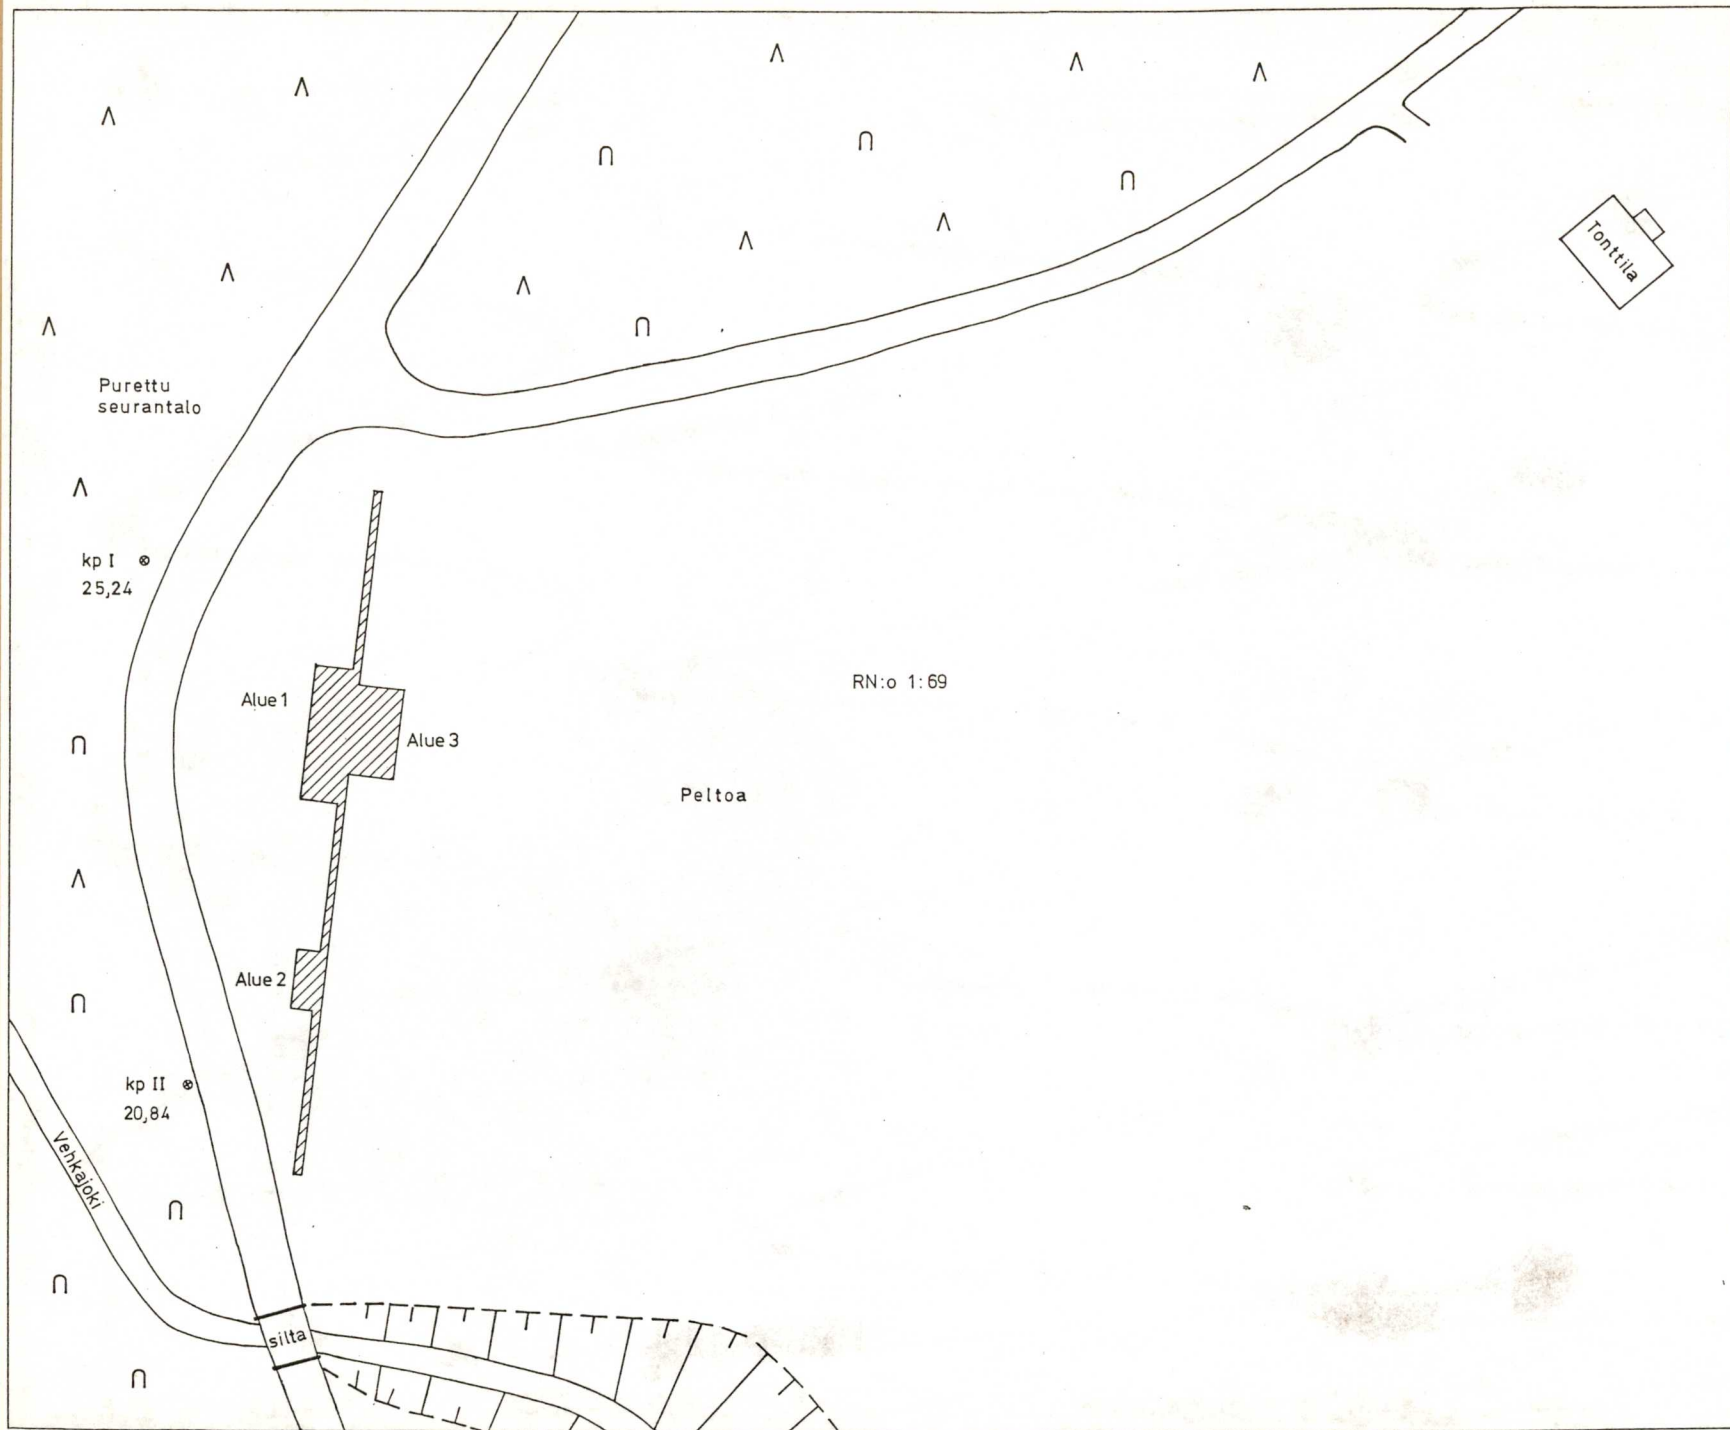 Tonttila
Purettu
seurantalo
kp I
25,24
Alue 1
RN:o 1:69
Alue 3
Peltoa
Alue 2
kp II
20,84
Vehkajoki
silta